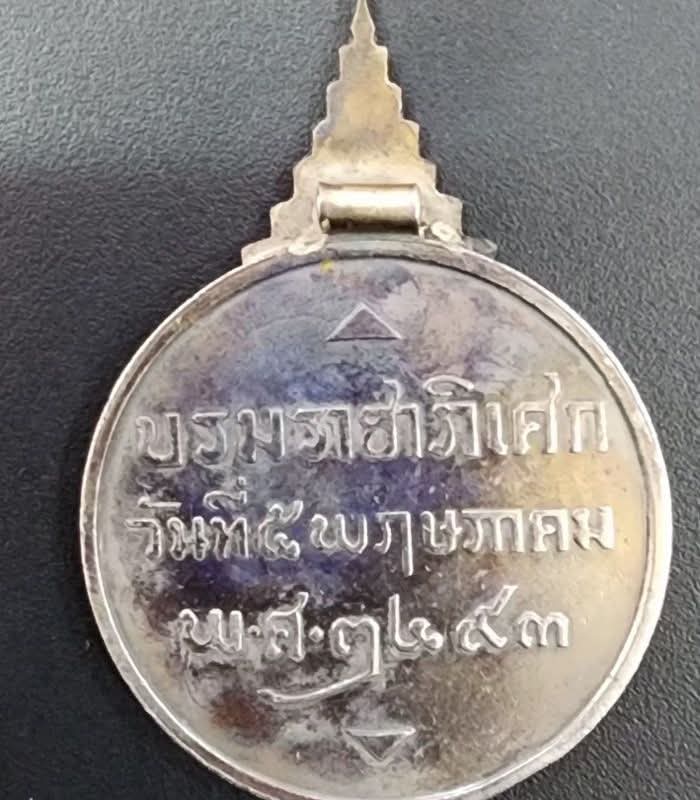 บรมราชาภิเศก
วันที่ ๕ พฤษภาคม
พ.ศ.๒๔๙๓